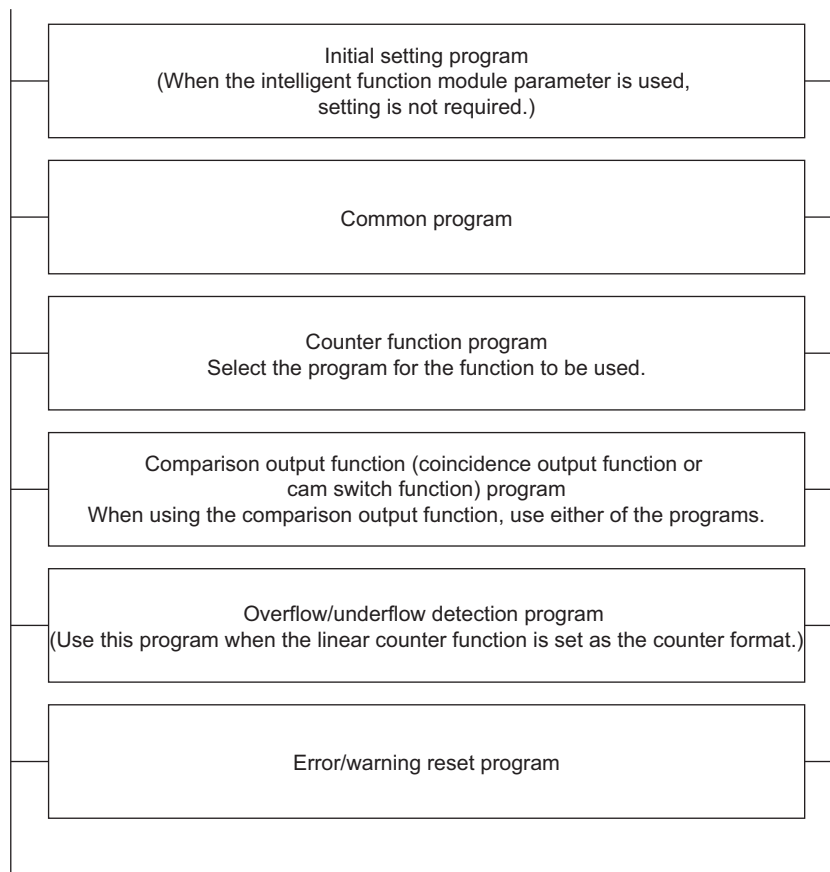 Initial setting program
(When the intelligent function module parameter is used,
setting is not required.)
Common program
Counter function program
Select the program for the function to be used.
Comparison output function (coincidence output function or
cam switch function) program
When using the comparison output function, use either of the programs.
Overflow/underflow detection program
(Use this program when the linear counter function is set as the counter format.)
Error/warning reset program